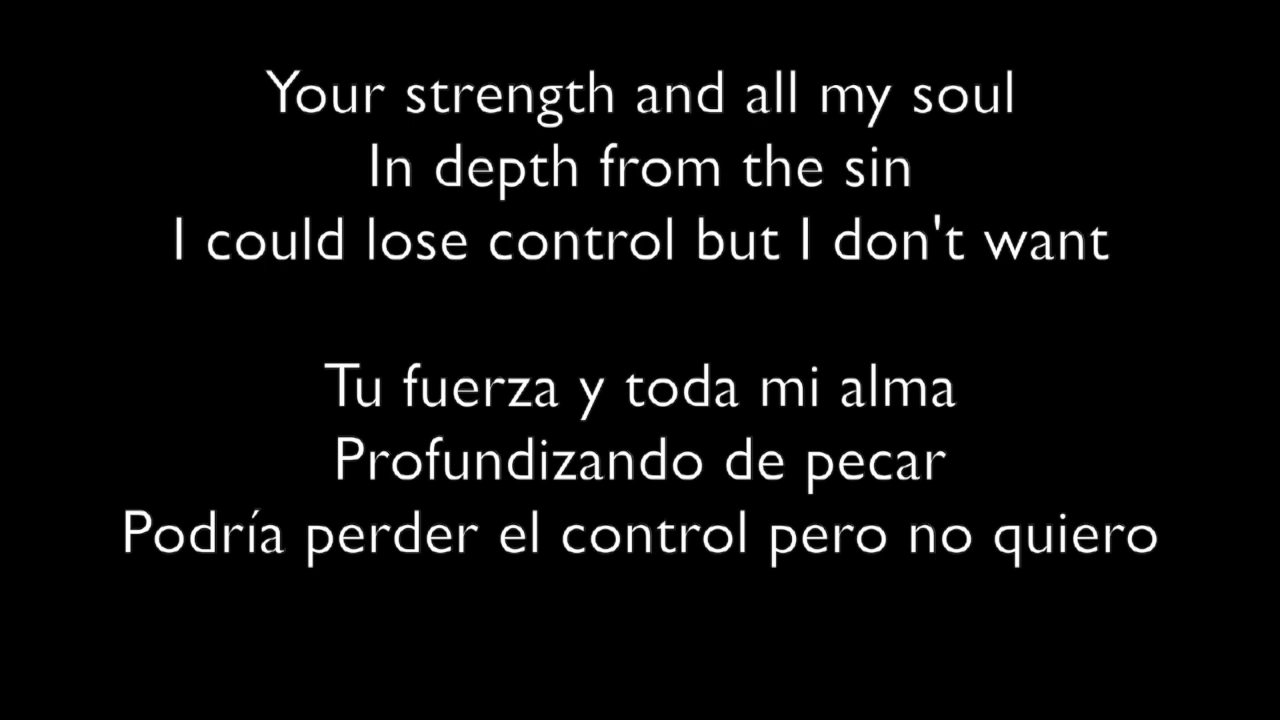 Your strength and all my soul
In depth from the sin
I could lose control but I don't want
Tu fuerza y toda mi alma
Profundizando de pecar
Podría perder el control pero no quiero